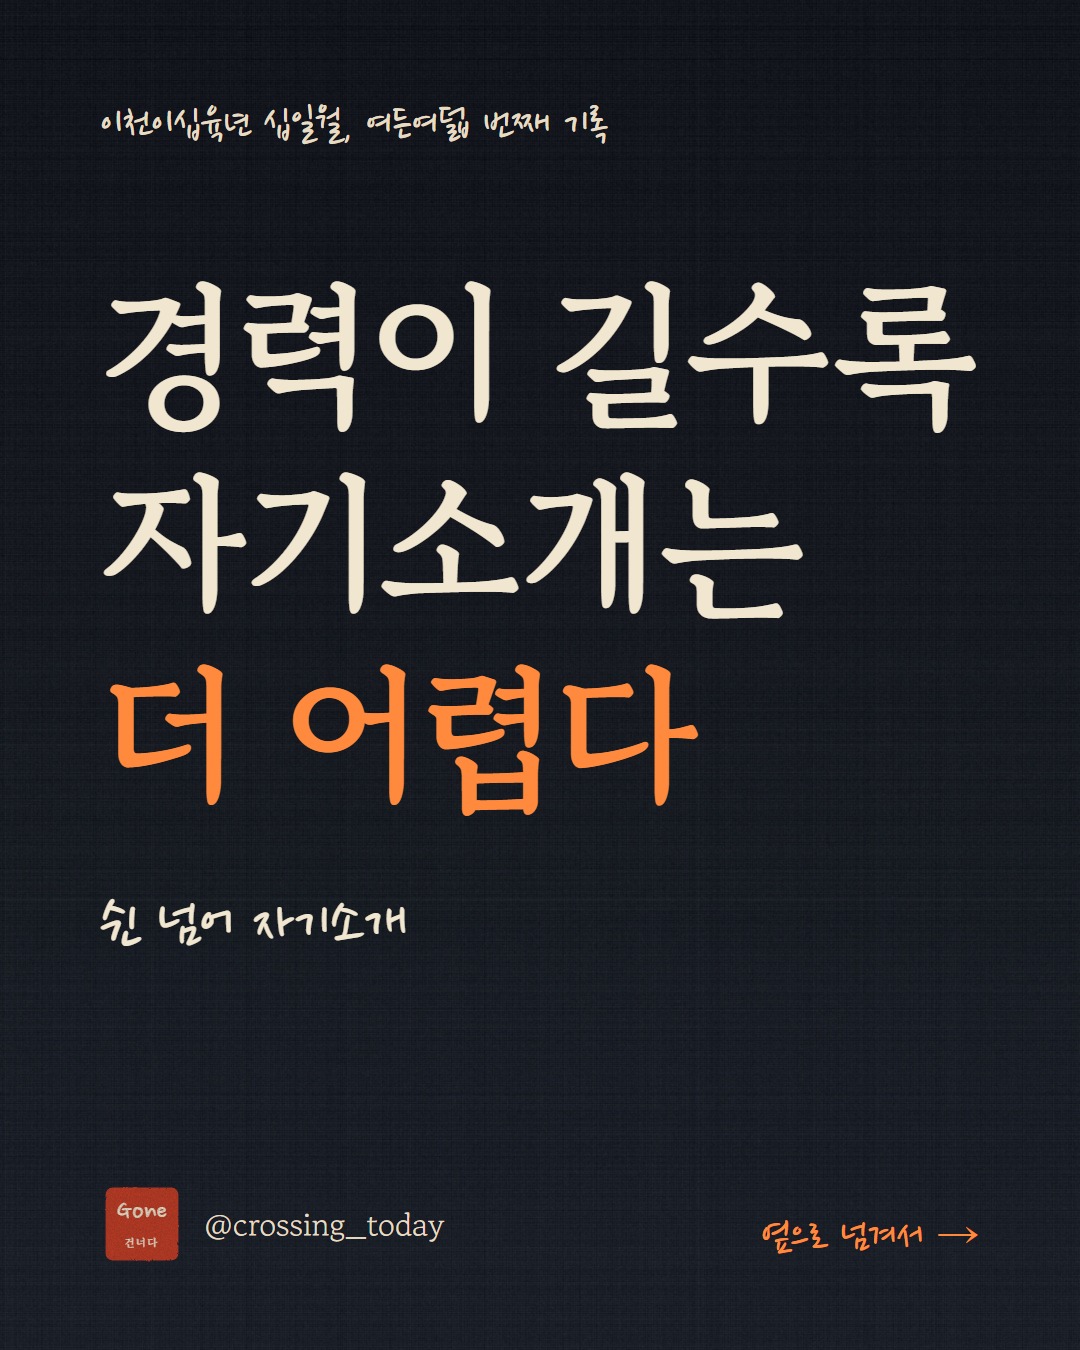 이천이십육년 십일월, 여든여덟 번째 기록
경력이 길수록
자기소개는
더 어렵다
쉰 넘어 자기소개
Gone
건너다
@crossing_today
옆으로 넘겨서 →